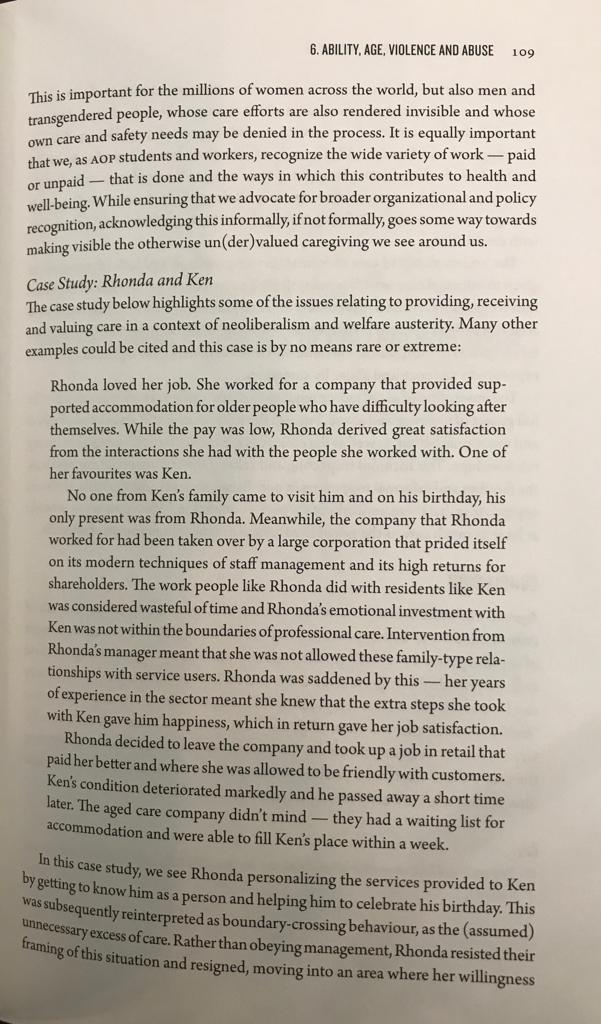 6. ABILITY, AGE, VIOLENCE AND ABUSE 109
This is important for the millions of women across the world, but also men and
transgendered people, whose care efforts are also rendered invisible and whose
own care and safety needs may be denied in the process. It is equally important
that we, as AOP students and workers, recognize the wide variety of work — paid
or unpaid — that is done and the ways in which this contributes to health and
well-being. While ensuring that we advocate for broader organizational and policy
recognition, acknowledging this informally, if not formally, goes some way towards
making visible the otherwise un(der)valued caregiving we see around us.
Case Study: Rhonda and Ken
The case study below highlights some of the issues relating to providing, receiving
and valuing care in a context of neoliberalism and welfare austerity. Many other
examples could be cited and this case is by no means rare or extreme:
Rhonda loved her job. She worked for a company that provided sup-
ported accommodation for older people who have difficulty looking after
themselves. While the pay was low, Rhonda derived great satisfaction
from the interactions she had with the people she worked with. One of
her favourites was Ken.
No one from Ken's family came to visit him and on his birthday, his
only present was from Rhonda. Meanwhile, the company that Rhonda
worked for had been taken over by a large corporation that prided itself
on its modern techniques of staff management and its high returns for
shareholders. The work people like Rhonda did with residents like Ken
was considered wasteful of time and Rhonda's emotional investment with
Ken was not within the boundaries of professional care. Intervention from
Rhonda's manager meant that she was not allowed these family-type rela-
tionships with service users. Rhonda was saddened by this — her years
of experience in the sector meant she knew that the extra steps she took
with Ken gave him happiness, which in return gave her job satisfaction.
Rhonda decided to leave the company and took up a job in retail that
paid her better and where she was allowed to be friendly with customers.
Ken's condition deteriorated markedly and he passed away a short time
later. The aged care company didn't mind — they had a waiting list for
accommodation and were able to fill Ken's place within a week.
In this case study, we see Rhonda personalizing the services provided to Ken
by getting to know him as a person and helping him to celebrate his birthday. This
was subsequently reinterpreted as boundary-crossing behaviour, as the (assumed)
unnecessary excess of care. Rather than obeying management, Rhonda resisted their
framing of this situation and resigned, moving into an area where her willingness